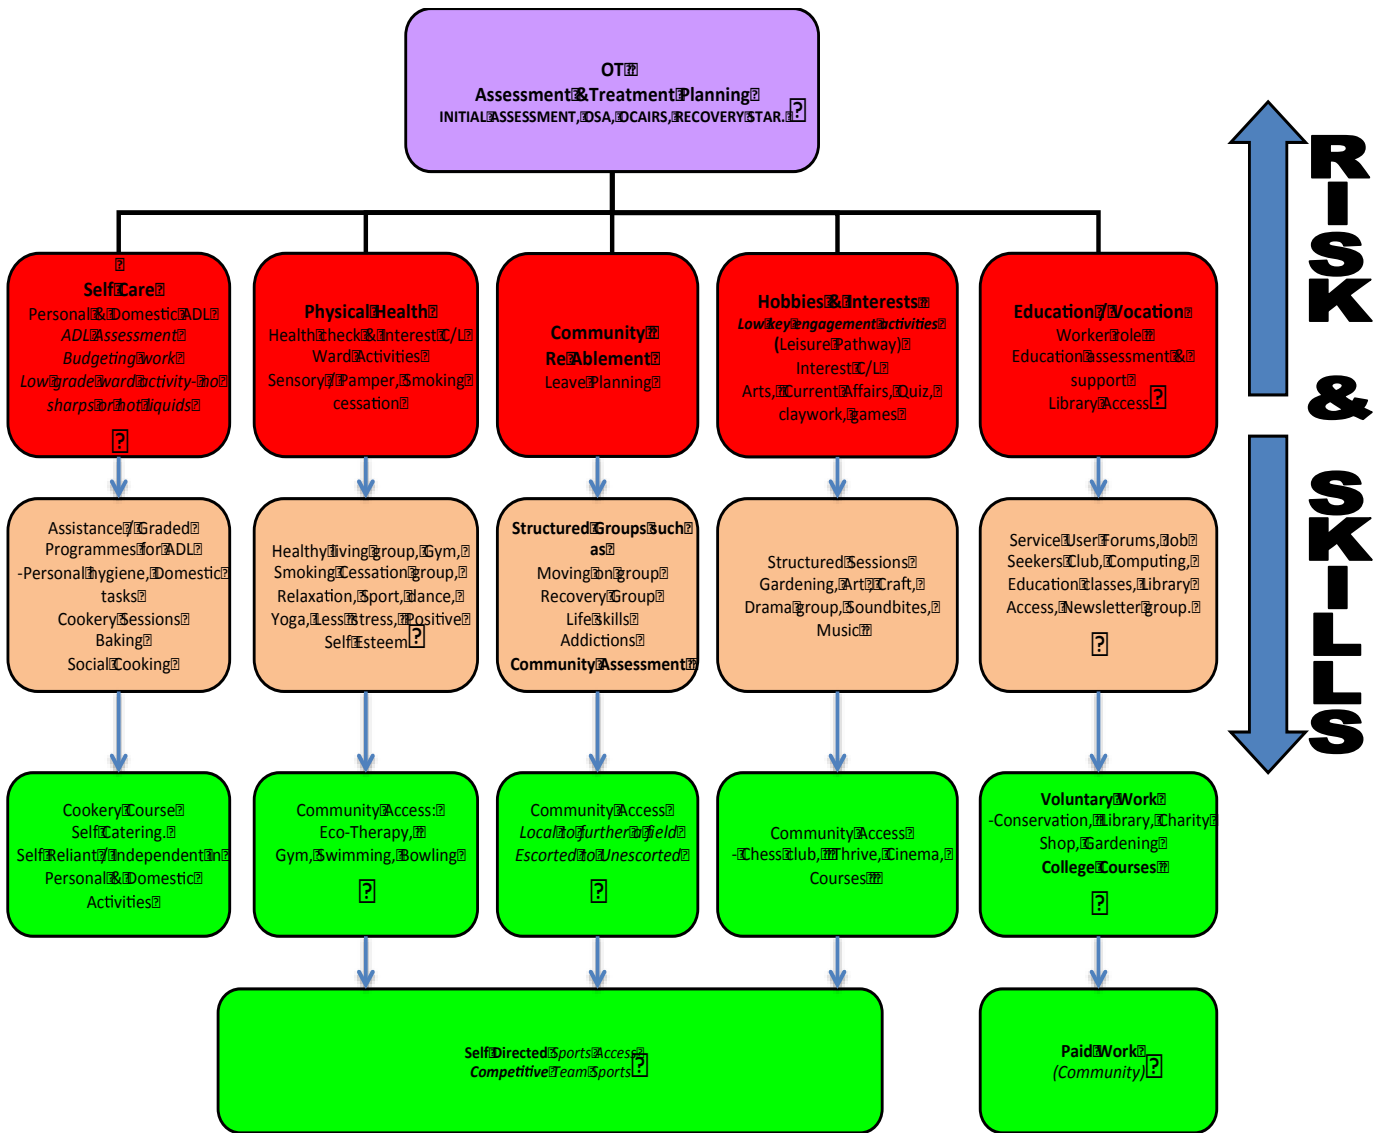 OT
Assessment & Treatment Planning
INITIAL ASSESSMENT, OSA, OCAIRS, RECOVERY STAR.
Self Care
Personal & Domestic ADL
ADL Assessment
Budgeting work
Low grade ward activity- no
sharps or hot liquids
Physical Health
Health check & Interest C/L
Ward Activities
Sensory / Pamper, Smoking
cessation
Community
Re Ablement
Leave Planning
Hobbies & Interests
Low key engagement activities
(Leisure Pathway)
Interest C/L
Arts, Current Affairs, Quiz,
claywork, games
Education / Vocation
Worker role
Education assessment &
support
Library Access
Assistance / Graded
Programmes for ADL
-Personal hygiene, Domestic
tasks
Cookery Sessions
Baking
Social Cooking
Healthy living group, Gym,
Smoking Cessation group,
Relaxation, Sport, dance,
Yoga, Less stress, Positive
Self Esteem
Structured Groups such
as
Moving on group
Recovery Group
Life skills
Addictions
Community Assessment
Structured Sessions
Gardening, Art, Craft,
Drama group, Soundbites,
Music
Service User Forums, Job
Seekers Club, Computing,
Education classes, Library
Access, Newsletter group.
Cookery Course
Self Catering.
Self Reliant / Independent in
Personal & Domestic
Activities
Community Access:
Eco-Therapy,
Gym, Swimming, Bowling
Community Access
Local to further afield
Escorted to Unescorted
Community Access
- Chess club, Thrive, Cinema,
Courses
Voluntary Work
-Conservation, Library, Charity
Shop, Gardening
College Courses
Self Directed Sports Access
Competitive Team Sports
Paid Work
(Community)
RISK & SKILLS